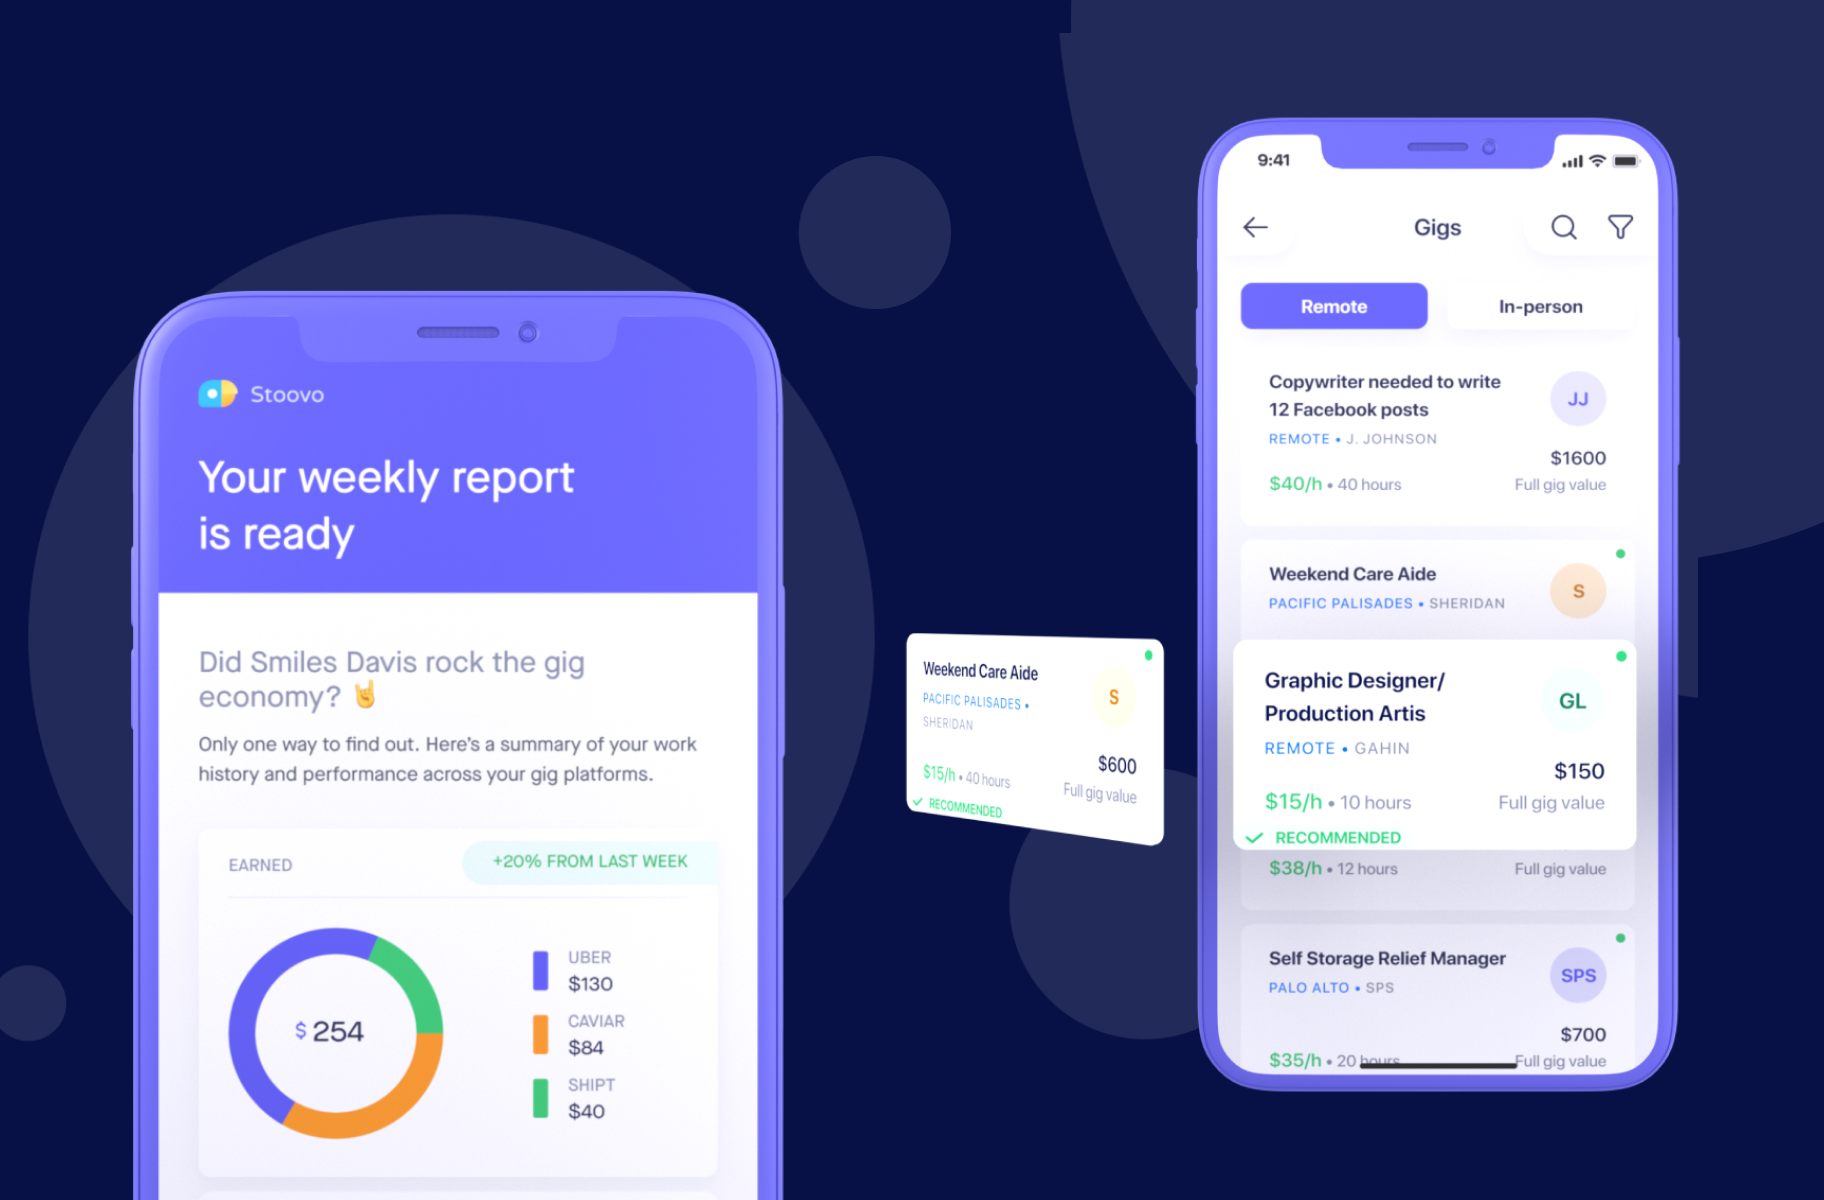 Stoovo
Your weekly report
is ready
Did Smiles Davis rock the gig
economy? 🤘
Only one way to find out. Here's a summary of your work
history and performance across your gig platforms.
EARNED
+20% FROM LAST WEEK
$ 254
UBER
$130
CAVIAR
$84
SHIPT
$40
Weekend Care Aide
S
PACIFIC PALISADES •
SHERIDAN
$600
$15/h • 40 hours
Full gig value
RECOMMENDED
9:41
Gigs
Remote
In-person
Copywriter needed to write
12 Facebook posts
JJ
REMOTE • J. JOHNSON
$1600
$40/h • 40 hours
Full gig value
Weekend Care Aide
S
PACIFIC PALISADES • SHERIDAN
Graphic Designer/
Production Artis
GL
REMOTE • GAHIN
$150
$15/h • 10 hours
Full gig value
RECOMMENDED
$38/h • 12 hours
Full gig value
Self Storage Relief Manager
SPS
PALO ALTO • SPS
$700
$35/h • 20 hours
Full gig value